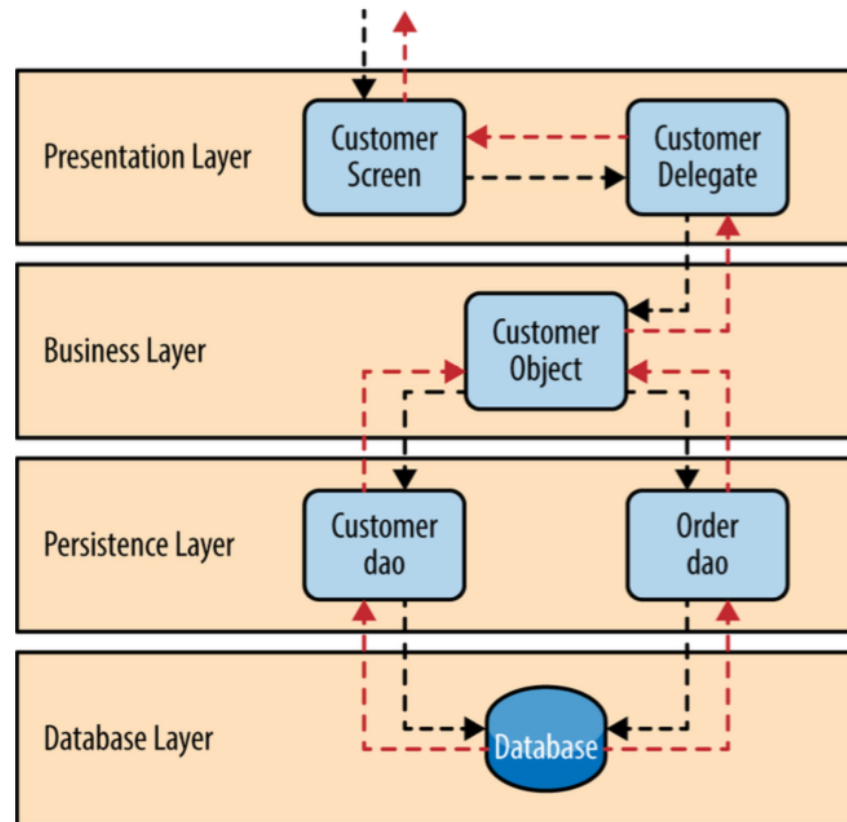 Presentation Layer
Customer
Screen
Customer
Delegate
Business Layer
Customer
Object
Persistence Layer
Customer
dao
Order
dao
Database Layer
Database